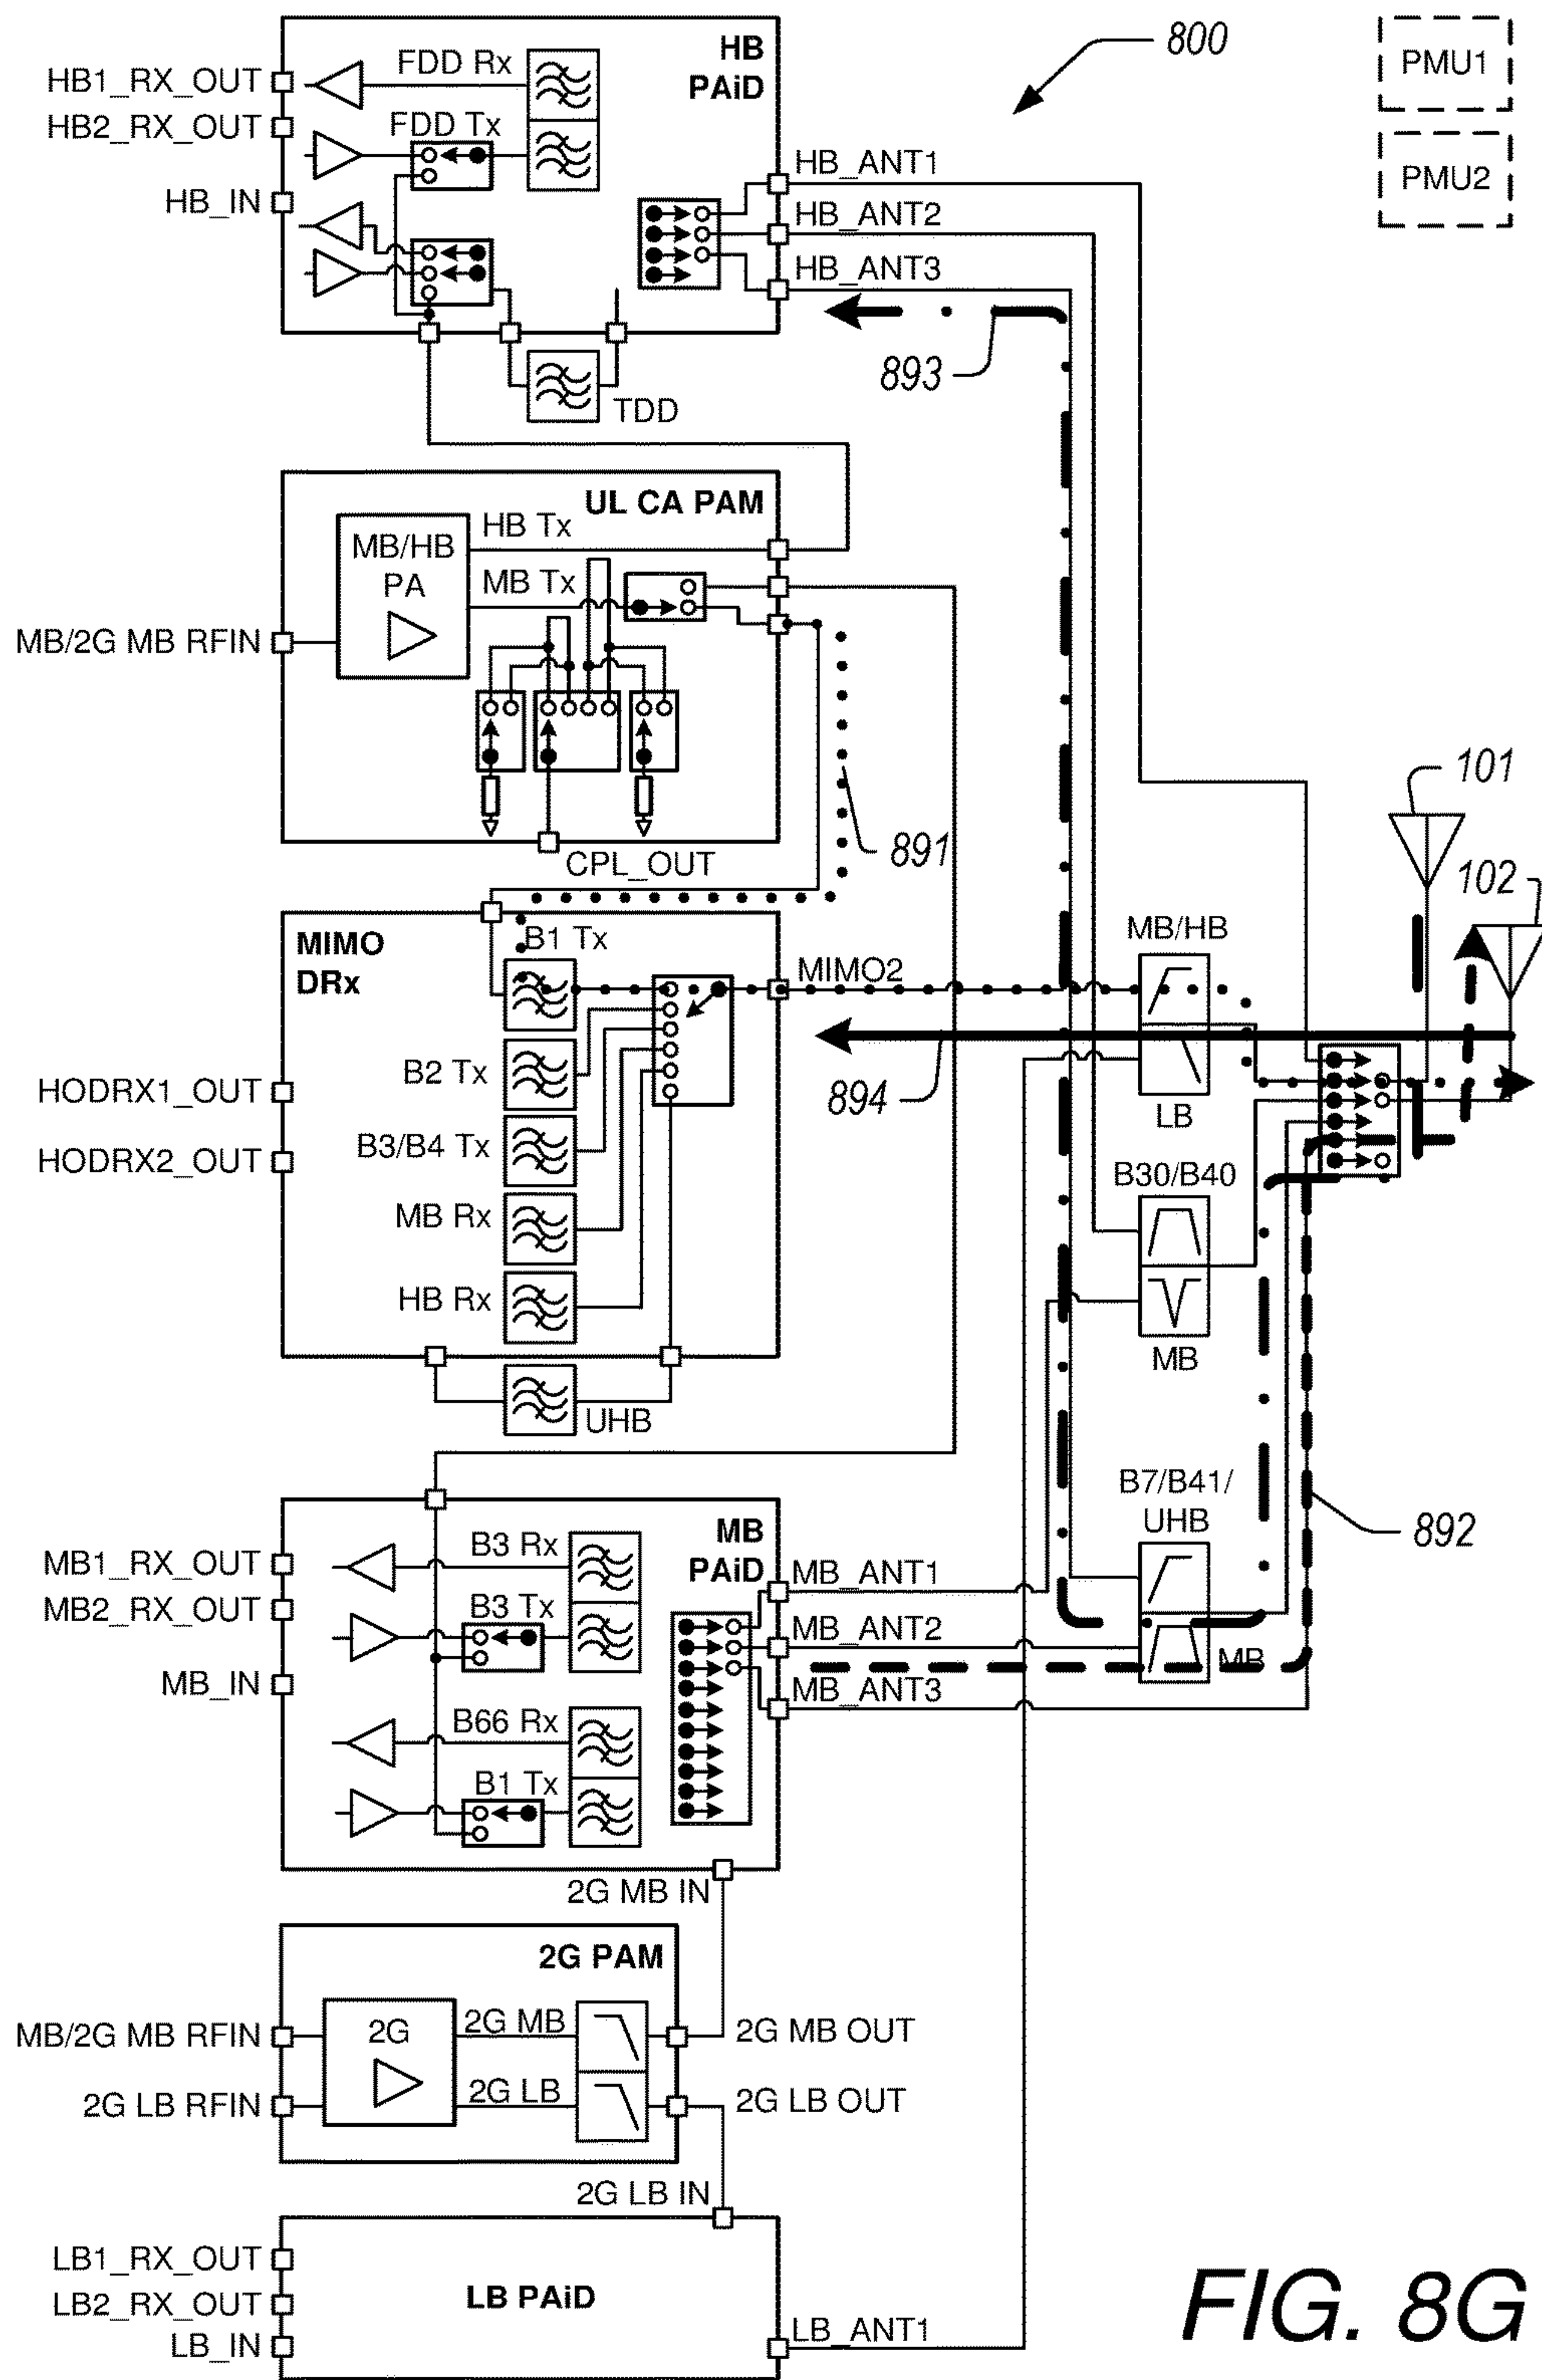 800
PMU1
PMU2
HB
PAiD
HB1_RX_OUT
HB2_RX_OUT
HB_IN
FDD Rx
FDD Tx
HB_ANT1
HB_ANT2
HB_ANT3
893
TDD
UL CA PAM
HB Tx
MB/HB
PA
MB Tx
MB/2G MB RFIN
CPL_OUT
891
101
102
MIMO
DRx
B1 Tx
MIMO2
MB/HB
B2 Tx
894
LB
HODRX1_OUT
HODRX2_OUT
B3/B4 Tx
B30/B40
MB Rx
HB Rx
MB
UHB
B7/B41/
UHB
892
MB
PAiD
MB1_RX_OUT
MB2_RX_OUT
MB_IN
B3 Rx
B3 Tx
MB_ANT1
MB_ANT2
MB
MB_ANT3
B66 Rx
B1 Tx
2G MB IN
2G PAM
MB/2G MB RFIN
2G LB RFIN
2G
2G MB
2G LB
2G MB OUT
2G LB OUT
2G LB IN
LB1_RX_OUT
LB2_RX_OUT
LB_IN
LB PAiD
LB_ANT1
FIG. 8G